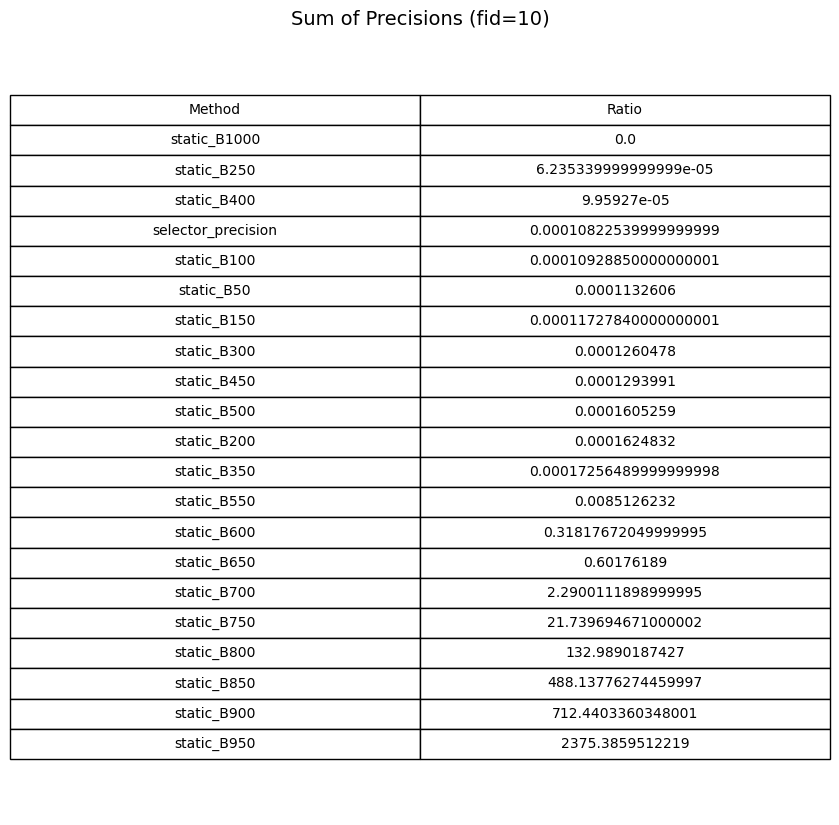 Sum of Precisions (fid=10)
Method Ratio
static_B1000 0.0
static_B250 6.235339999999999e-05
static_B400 9.95927e-05
selector_precision 0.00010822539999999999
static_B100 0.00010928850000000001
static_B50 0.0001132606
static_B150 0.00011727840000000001
static_B300 0.0001260478
static_B450 0.0001293991
static_B500 0.0001605259
static_B200 0.0001624832
static_B350 0.00017256489999999998
static_B550 0.0085126232
static_B600 0.31817672049999995
static_B650 0.60176189
static_B700 2.2900111898999995
static_B750 21.739694671000002
static_B800 132.9890187427
static_B850 488.13776274459997
static_B900 712.4403360348001
static_B950 2375.3859512219